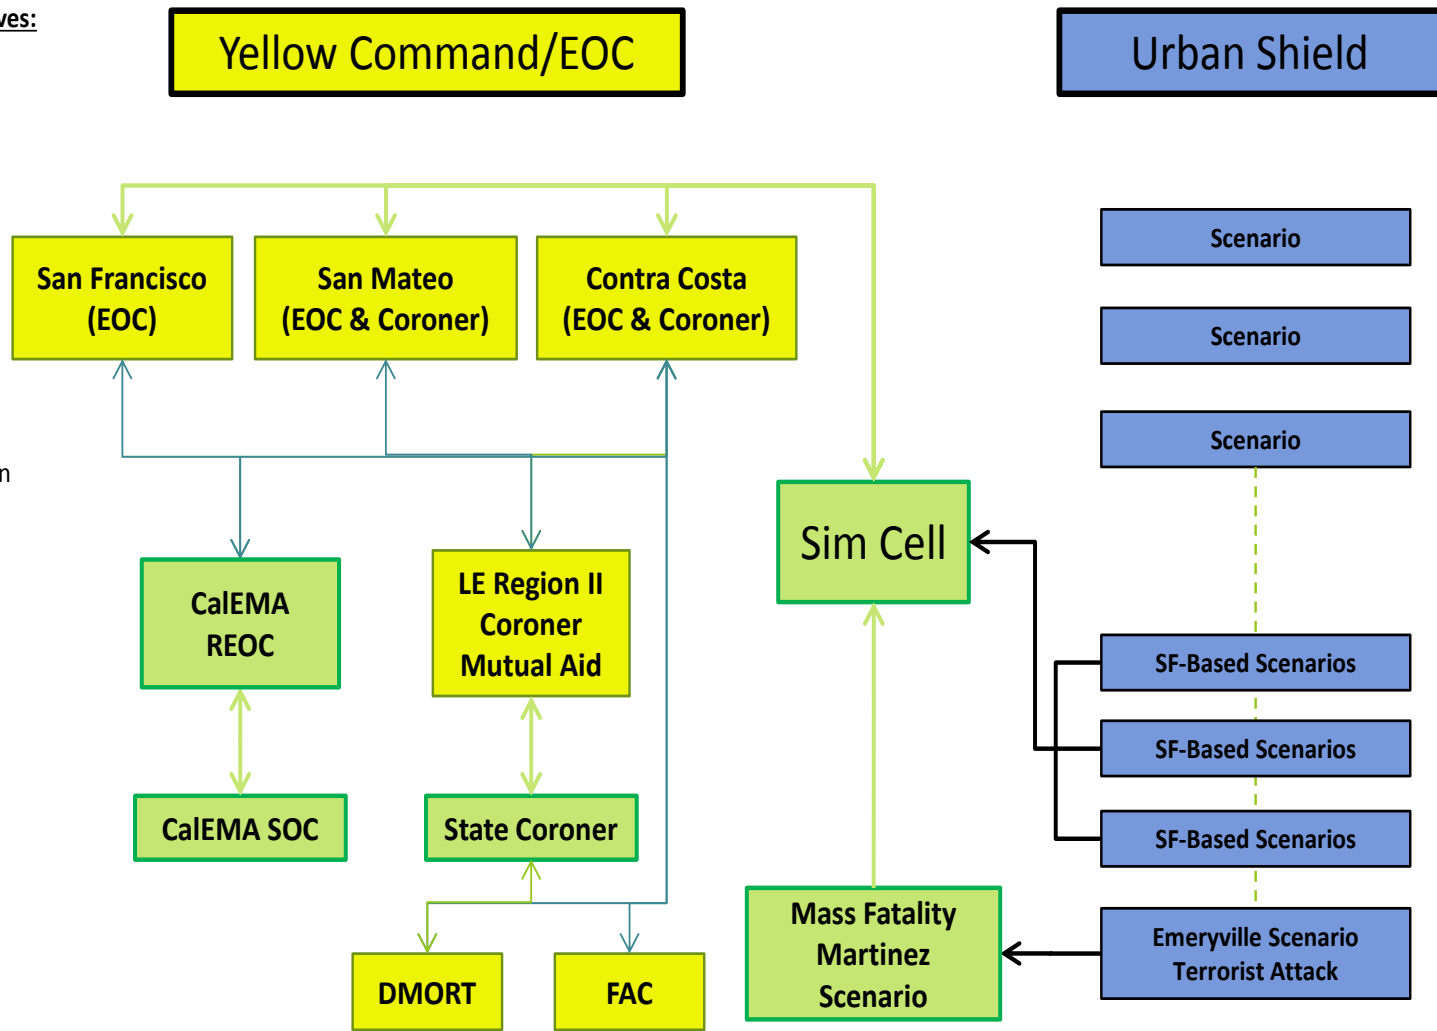 ves:
Yellow Command/EOC
Urban Shield
San Francisco
(EOC)
San Mateo
(EOC & Coroner)
Contra Costa
(EOC & Coroner)
Scenario
Scenario
Scenario
n
Sim Cell
CalEMA
REOC
LE Region II
Coroner
Mutual Aid
SF-Based Scenarios
SF-Based Scenarios
SF-Based Scenarios
CalEMA SOC
State Coroner
Mass Fatality
Martinez
Scenario
Emeryville Scenario
Terrorist Attack
DMORT
FAC